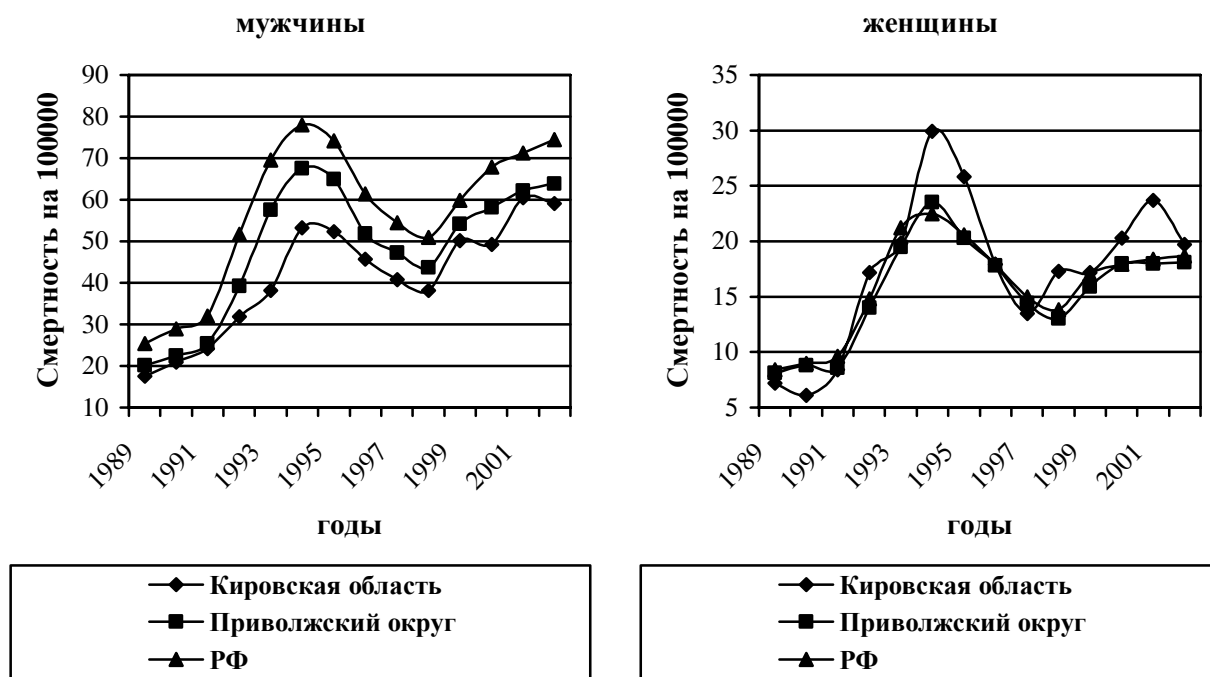 мужчины
Смертность на 100000
90
80
70
60
50
40
30
20
10
1989
1991
1993
1995
1997
1999
2001
годы
Кировская область
Приволжский округ
РФ
женщины
Смертность на 100000
35
30
25
20
15
10
5
1989
1991
1993
1995
1997
1999
2001
годы
Кировская область
Приволжский округ
РФ